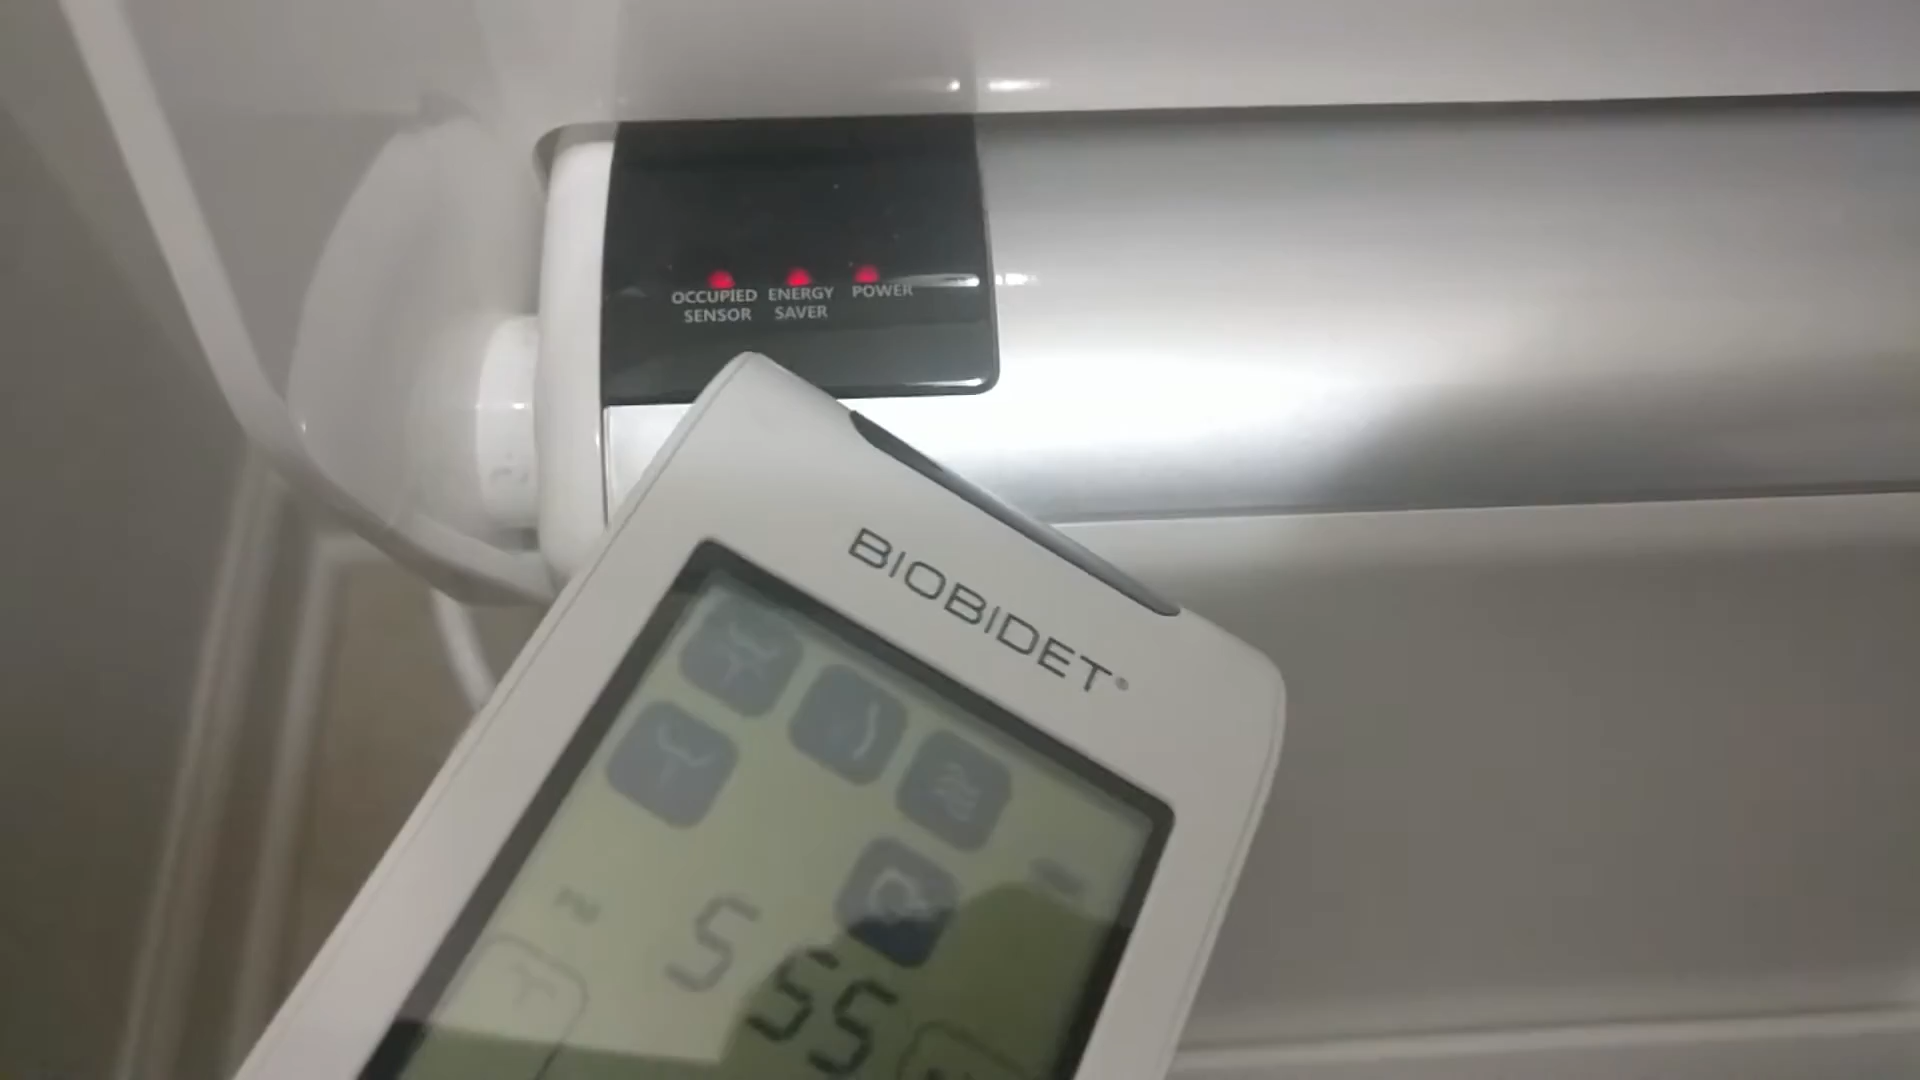 OCCUPIED
SENSOR
ENERGY
SAVER
POWER
BIOBIDET®
5 55